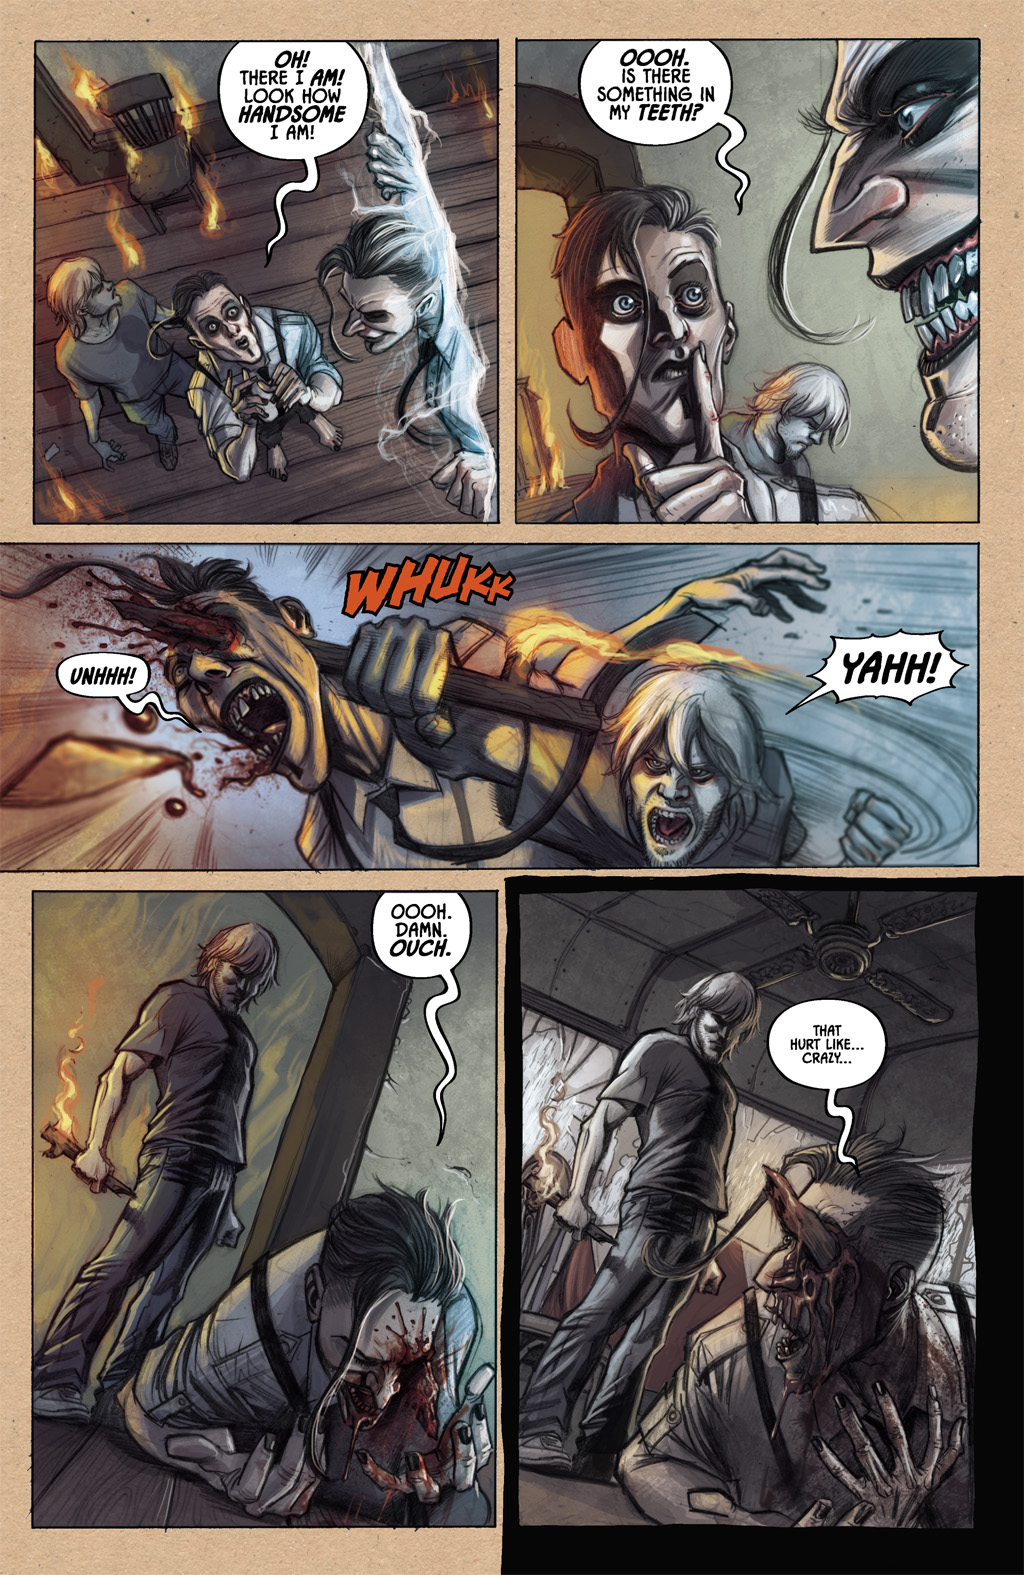 OH!
THERE I AM!
LOOK HOW
HANDSOME
I AM!
OOOH.
IS THERE
SOMETHING IN
MY TEETH?
WHUKK
UNHHH!
YAHH!
OOOH.
DAMN.
OUCH.
THAT
HURT LIKE...
CRAZY...